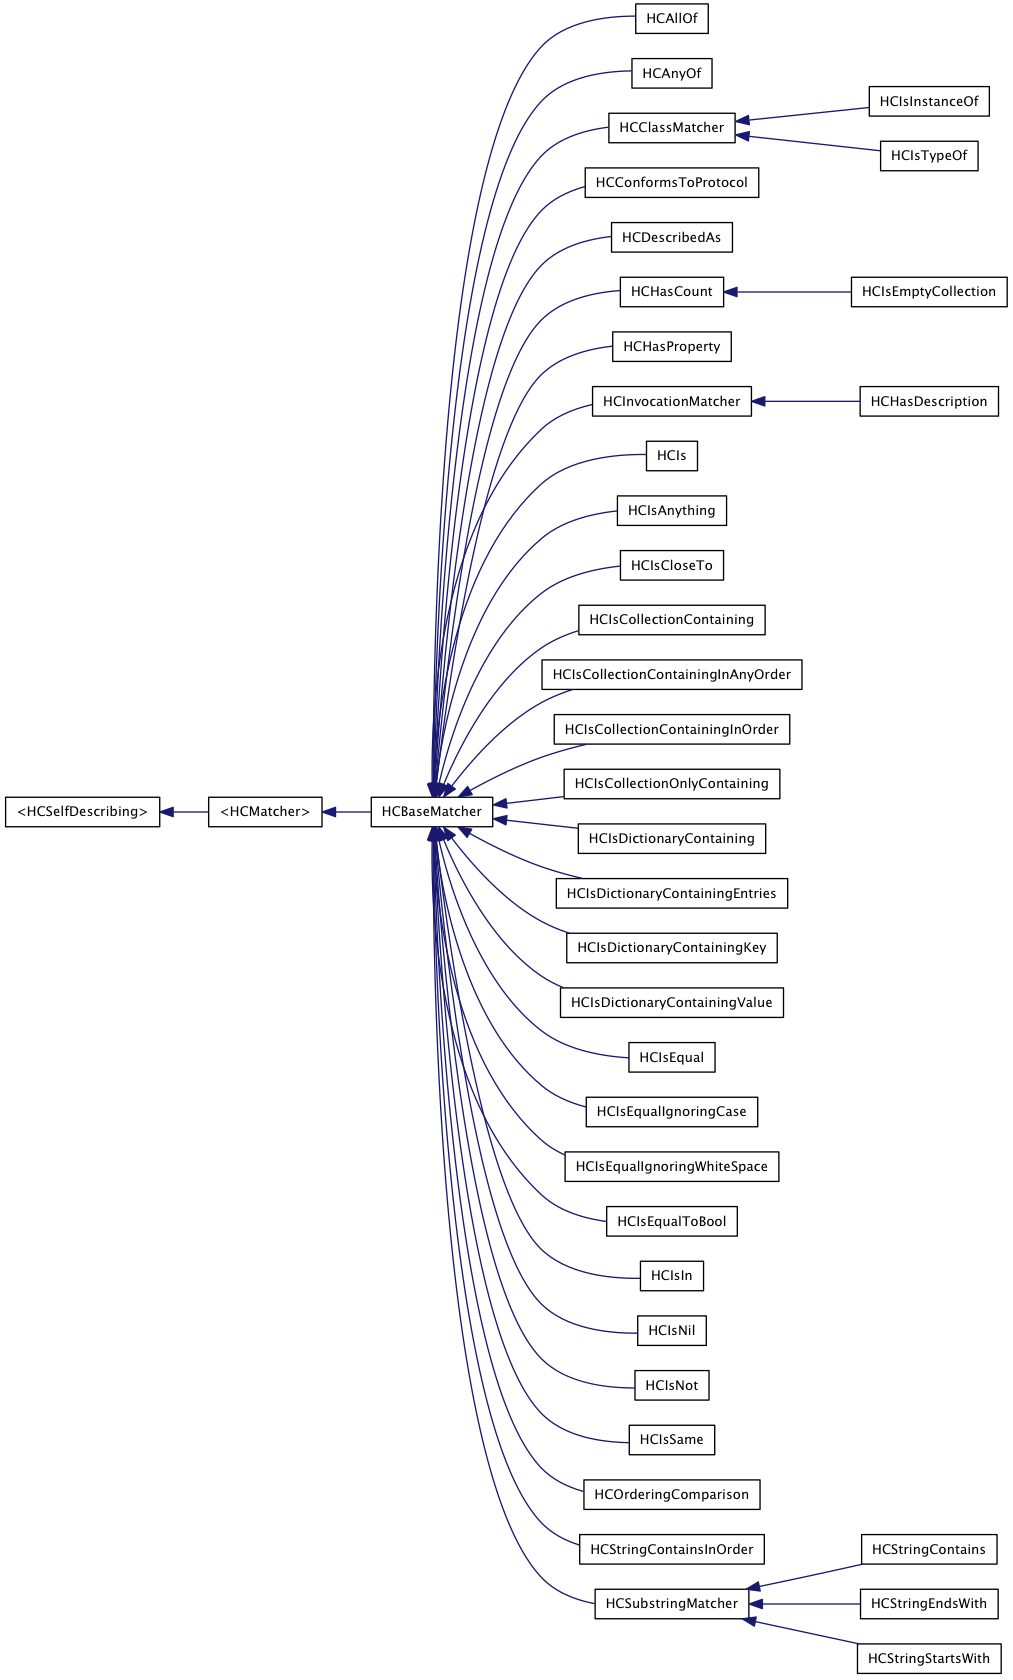 HCAllOf
HCAnyOf
HCIsInstanceOf
HCClassMatcher
HCIsTypeOf
HCConformsToProtocol
HCDescribedAs
HCHasCount
HCIsEmptyCollection
HCHasProperty
HCInvocationMatcher
HCHasDescription
HCIs
HCIsAnything
HCIsCloseTo
HCIsCollectionContaining
HCIsCollectionContainingInAnyOrder
HCIsCollectionContainingInOrder
HCIsCollectionOnlyContaining
<HCSelfDescribing>
<HCMatcher>
HCBaseMatcher
HCIsDictionaryContaining
HCIsDictionaryContainingEntries
HCIsDictionaryContainingKey
HCIsDictionaryContainingValue
HCIsEqual
HCIsEqualIgnoringCase
HCIsEqualIgnoringWhiteSpace
HCIsEqualToBool
HCIsIn
HCIsNil
HCIsNot
HCIsSame
HCOrderingComparison
HCStringContainsInOrder
HCStringContains
HCSubstringMatcher
HCStringEndsWith
HCStringStartsWith